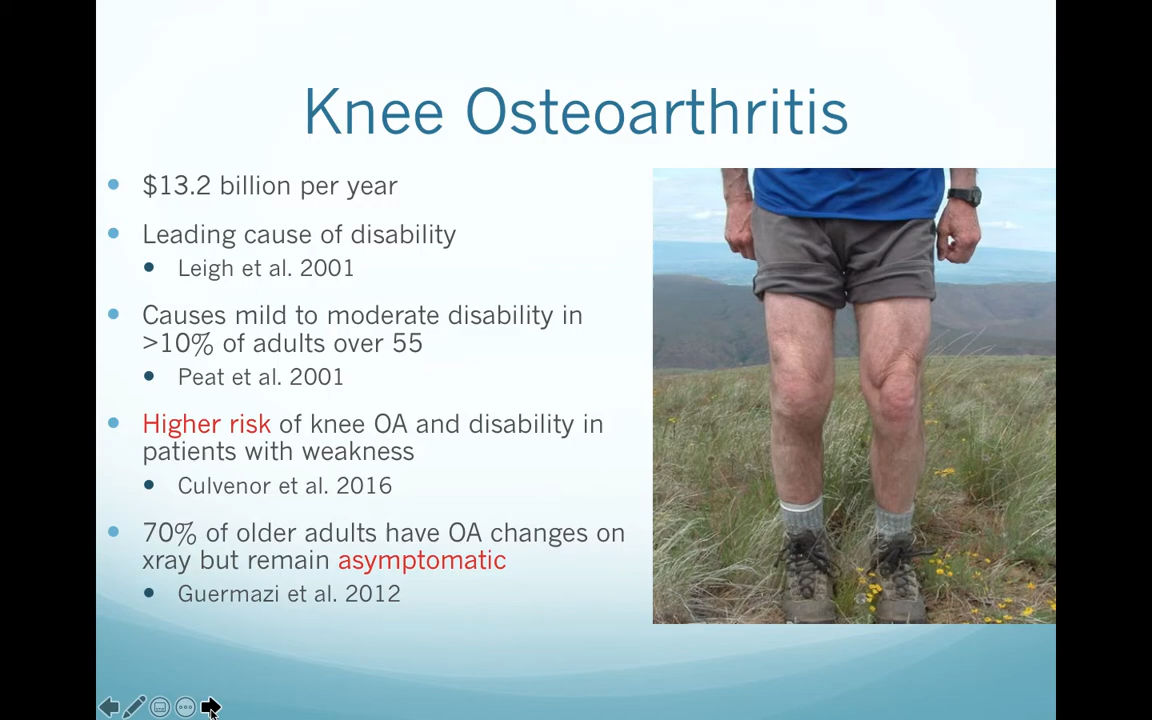 Knee Osteoarthritis
$13.2 billion per year
Leading cause of disability
Leigh et al. 2001
Causes mild to moderate disability in
>10% of adults over 55
Peat et al. 2001
Higher risk of knee OA and disability in
patients with weakness
Culvenor et al. 2016
70% of older adults have OA changes on
xray but remain asymptomatic
Guermazi et al. 2012